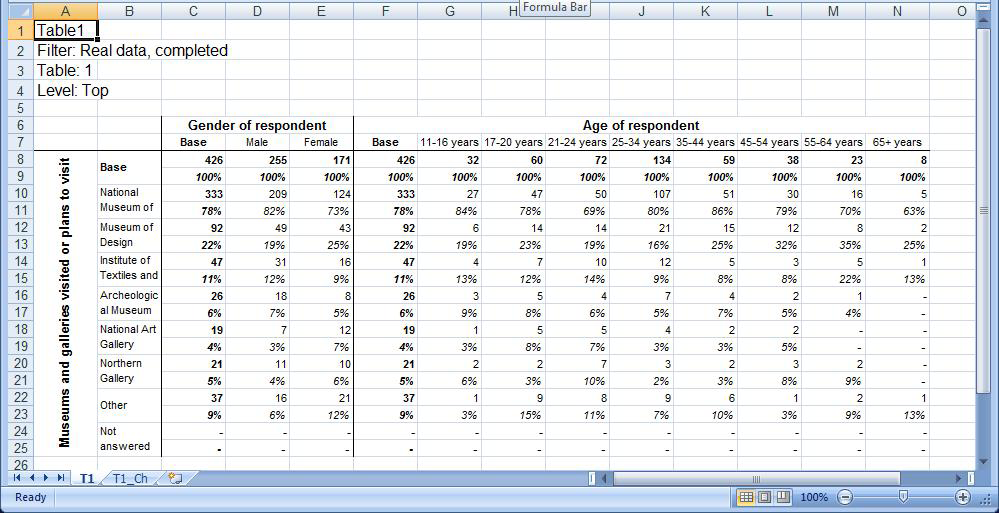 Formula Bar
A B C D E F G H J K L M N O
1 Table1
2 Filter: Real data, completed
3 Table: 1
4 Level: Top
5
6 Gender of respondent Age of respondent
7 Base Male Female Base 11-16 years 17-20 years 21-24 years 25-34 years 35-44 years 45-54 years 55-64 years 65+ years
Museums and galleries visited or plans to visit
8 Base 426 255 171 426 32 60 72 134 59 38 23 8
9 100% 100% 100% 100% 100% 100% 100% 100% 100% 100% 100% 100%
10 National 333 209 124 333 27 47 50 107 51 30 16 5
11 Museum of 78% 82% 73% 78% 84% 78% 69% 80% 86% 79% 70% 63%
12 Museum of 92 49 43 92 6 14 14 21 15 12 8 2
13 Design 22% 19% 25% 22% 19% 23% 19% 16% 25% 32% 35% 25%
14 Institute of 47 31 16 47 4 7 10 12 5 3 5 1
15 Textiles and 11% 12% 9% 11% 13% 12% 14% 9% 8% 8% 22% 13%
16 Archeologic 26 18 8 26 3 5 4 7 4 2 1 -
17 al Museum 6% 7% 5% 6% 9% 8% 6% 5% 7% 5% 4% -
18 National Art 19 7 12 19 1 5 5 4 2 2 - -
19 Gallery 4% 3% 7% 4% 3% 8% 7% 3% 3% 5% - -
20 Northern 21 11 10 21 2 2 7 3 2 3 2 -
21 Gallery 5% 4% 6% 5% 6% 3% 10% 2% 3% 8% 9% -
22 Other 37 16 21 37 1 9 8 9 6 1 2 1
23 9% 6% 12% 9% 3% 15% 11% 7% 10% 3% 9% 13%
24 Not - - - - - - - - - - - -
25 answered - - - - - - - - - - - -
26
T1 T1_Ch
Ready 100%